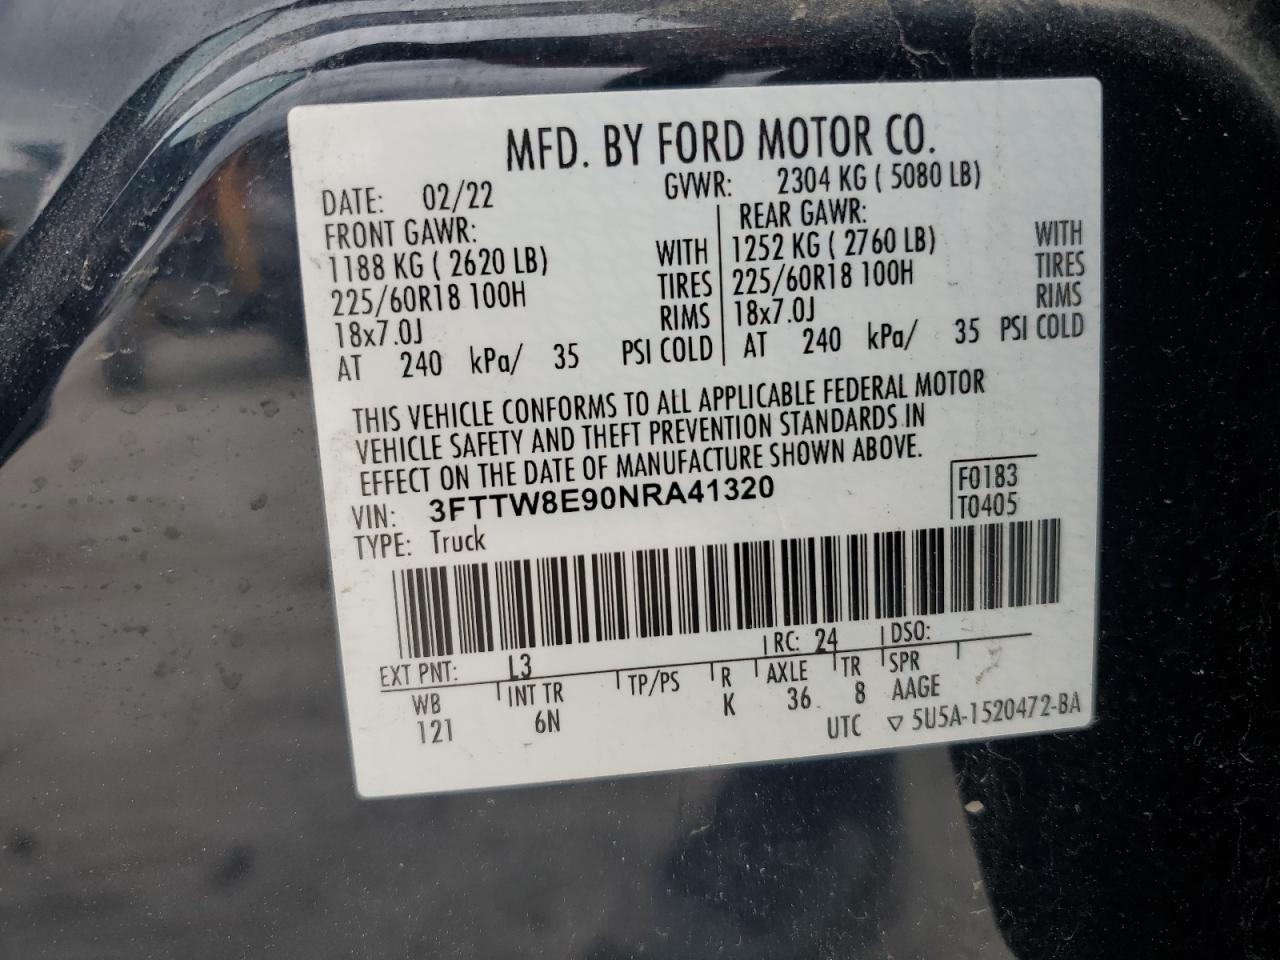 MFD. BY FORD MOTOR CO.
DATE: 02/22 GVWR: 2304 KG ( 5080 LB)
FRONT GAWR: REAR GAWR:
1188 KG ( 2620 LB) WITH 1252 KG ( 2760 LB) WITH
225/60R18 100H TIRES 225/60R18 100H TIRES
18x7.0J RIMS 18x7.0J RIMS
AT 240 kPa/ 35 PSI COLD AT 240 kPa/ 35 PSI COLD
THIS VEHICLE CONFORMS TO ALL APPLICABLE FEDERAL MOTOR
VEHICLE SAFETY AND THEFT PREVENTION STANDARDS IN
EFFECT ON THE DATE OF MANUFACTURE SHOWN ABOVE.
VIN: 3FTTW8E90NRA41320 F0183
TYPE: Truck T0405
EXT PNT: L3 RC: 24 DSO:
WB INT TR TP/PS R AXLE TR SPR
121 6N K 36 8 AAGE
UTC ▽ 5U5A-1520472-BA